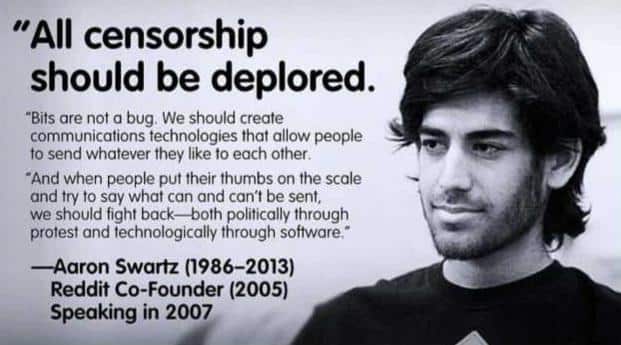 "All censorship
should be deplored.
"Bits are not a bug. We should create
communications technologies that allow people
to send whatever they like to each other.
"And when people put their thumbs on the scale
and try to say what can and can't be sent,
we should fight back—both politically through
protest and technologically through software."
—Aaron Swartz (1986–2013)
Reddit Co-Founder (2005)
Speaking in 2007